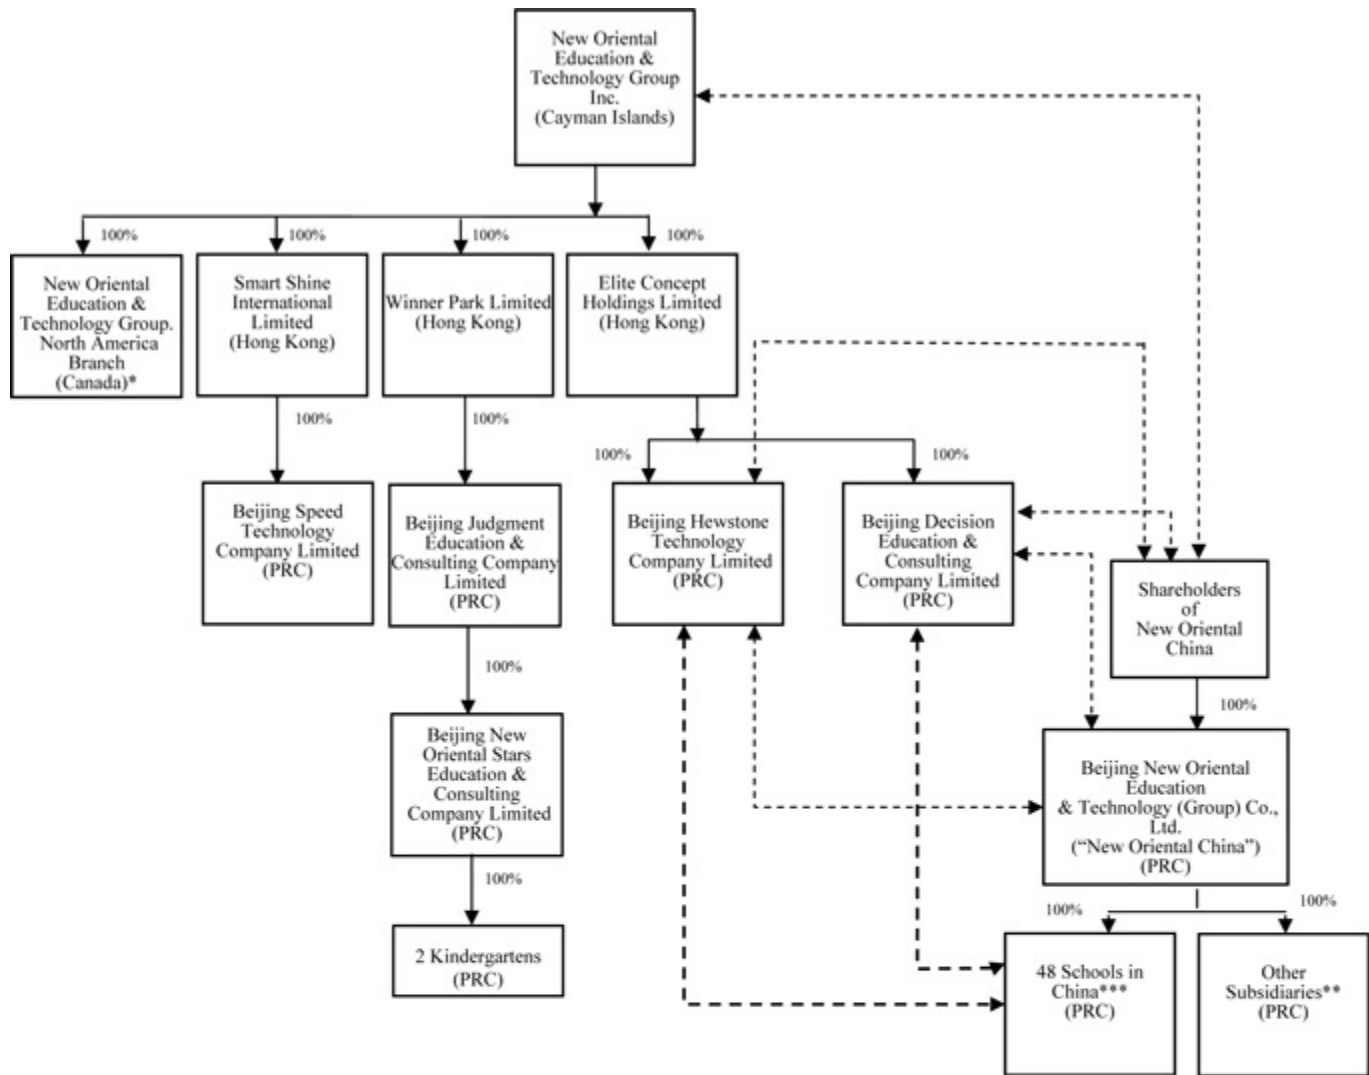 New Oriental
Education &
Technology Group
Inc.
(Cayman Islands)
100%
100%
100%
100%
New Oriental
Education &
Technology Group.
North America
Branch
(Canada)*
Smart Shine
International
Limited
(Hong Kong)
Winner Park Limited
(Hong Kong)
Elite Concept
Holdings Limited
(Hong Kong)
100%
100%
100%
100%
Beijing Speed
Technology
Company Limited
(PRC)
Beijing Judgment
Education &
Consulting Company
Limited
(PRC)
Beijing Hewstone
Technology
Company Limited
(PRC)
Beijing Decision
Education &
Consulting
Company Limited
(PRC)
Shareholders
of
New Oriental
China
100%
100%
Beijing New
Oriental Stars
Education &
Consulting
Company Limited
(PRC)
Beijing New Oriental
Education
& Technology (Group) Co.,
Ltd.
(“New Oriental China”)
(PRC)
100%
100%
100%
2 Kindergartens
(PRC)
48 Schools in
China***
(PRC)
Other
Subsidiaries**
(PRC)